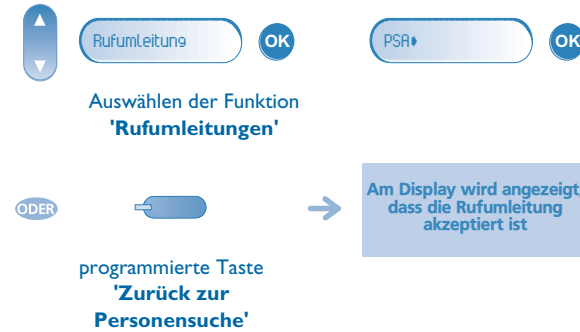 Rufumleitung OK PSA OK
Auswählen der Funktion
'Rufumleitungen'
ODER
Am Display wird angezeigt,
dass die Rufumleitung
akzeptiert ist
programmierte Taste
'Zurück zur
Personensuche'